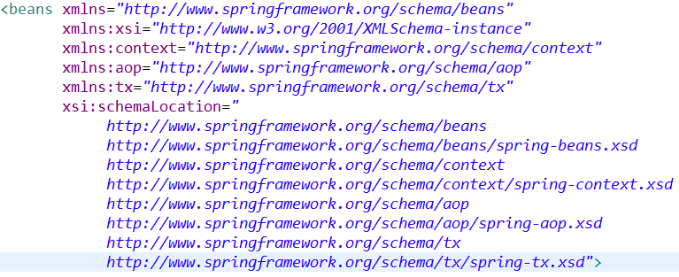 <beans xmlns="http://www.springframework.org/schema/beans"
xmlns:xsi="http://www.w3.org/2001/XMLSchema-instance"
xmlns:context="http://www.springframework.org/schema/context"
xmlns:aop="http://www.springframework.org/schema/aop"
xmlns:tx="http://www.springframework.org/schema/tx"
xsi:schemaLocation="
http://www.springframework.org/schema/beans
http://www.springframework.org/schema/beans/spring-beans.xsd
http://www.springframework.org/schema/context
http://www.springframework.org/schema/context/spring-context.xsd
http://www.springframework.org/schema/aop
http://www.springframework.org/schema/aop/spring-aop.xsd
http://www.springframework.org/schema/tx
http://www.springframework.org/schema/tx/spring-tx.xsd">